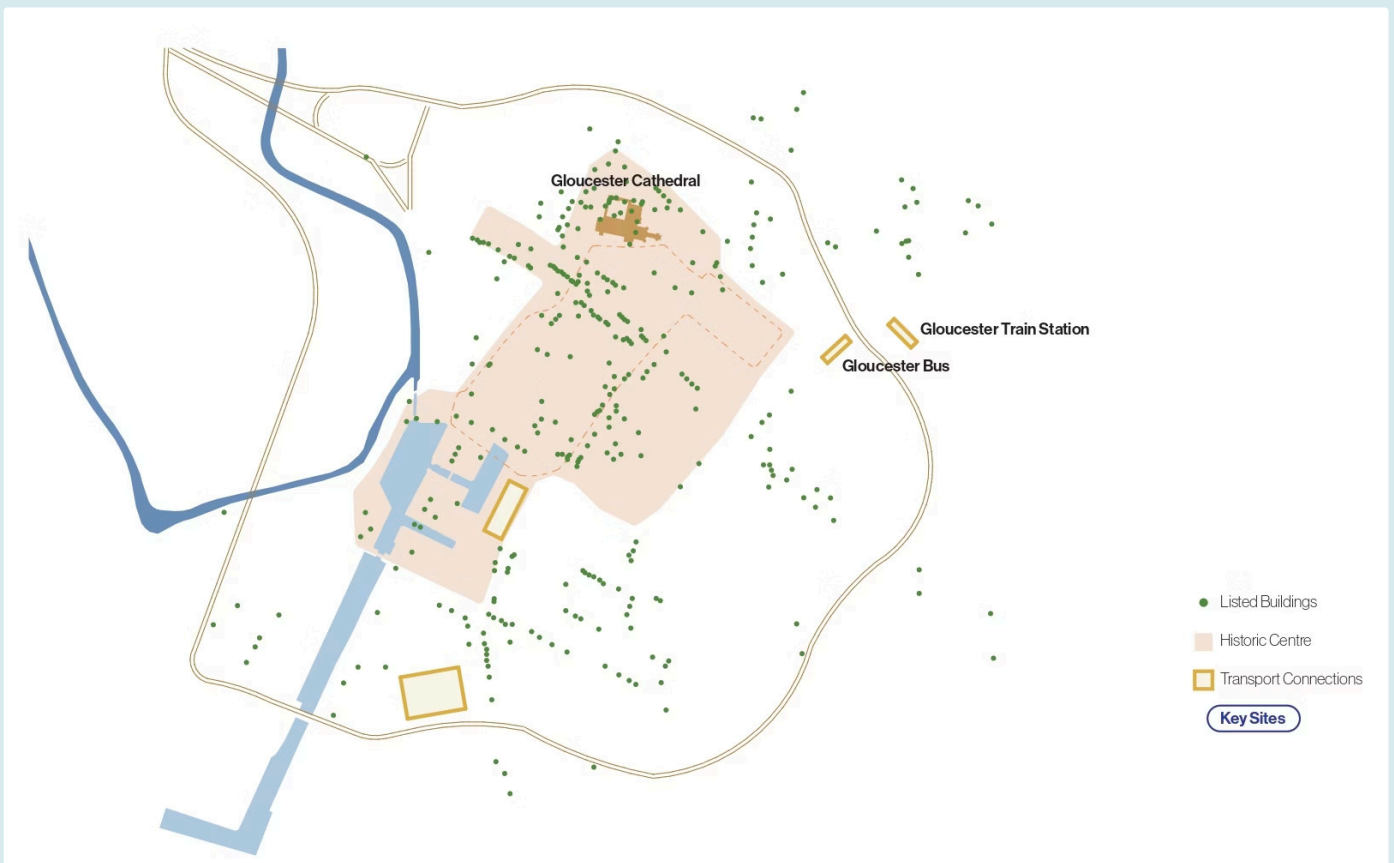 Gloucester Cathedral
Gloucester Train Station
Gloucester Bus
Listed Buildings
Historic Centre
Transport Connections
Key Sites